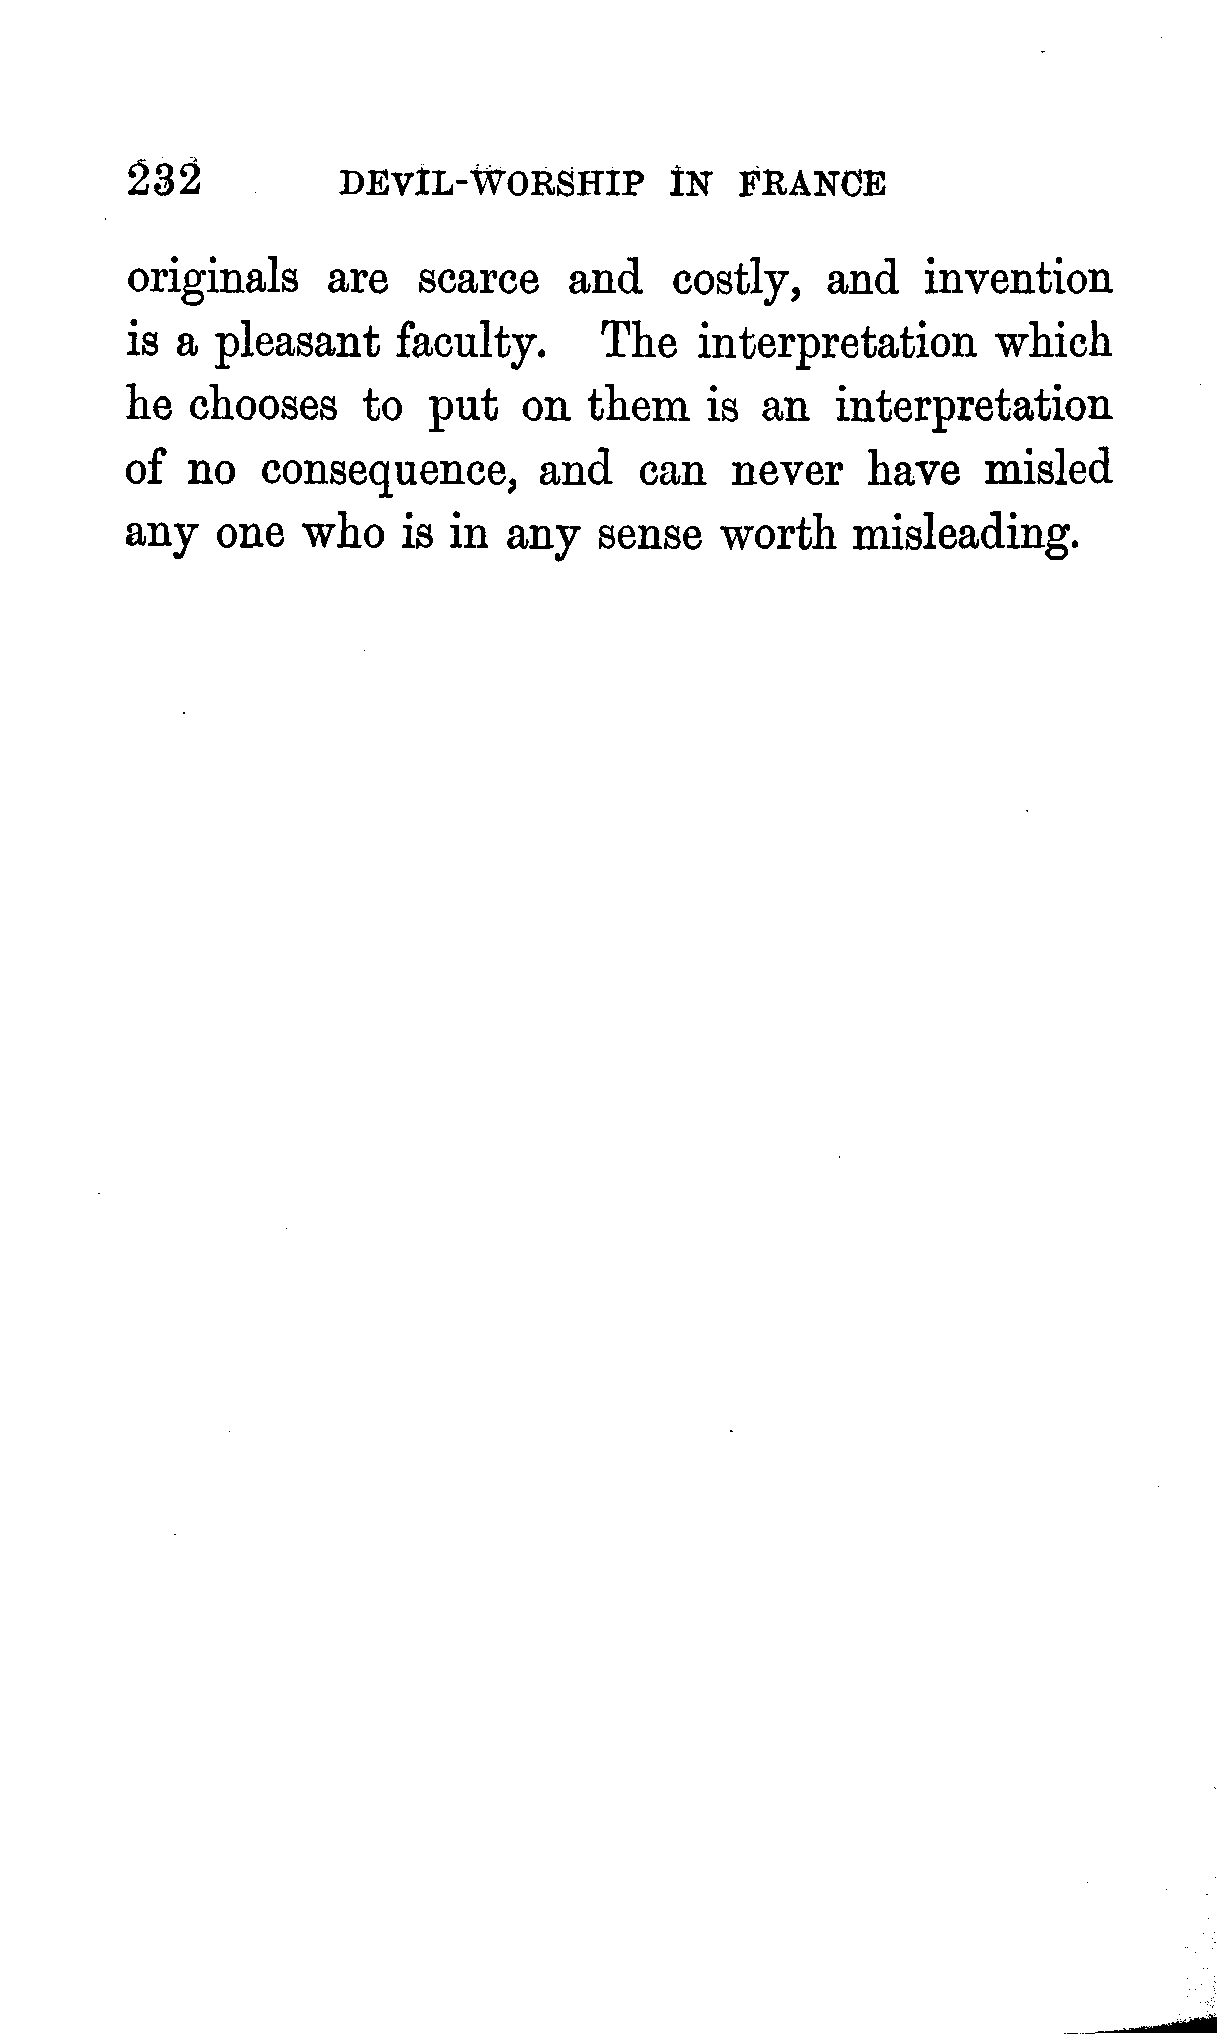 232 DEVIL-WORSHIP IN FRANCE
originals are scarce and costly, and invention
is a pleasant faculty. The interpretation which
he chooses to put on them is an interpretation
of no consequence, and can never have misled
any one who is in any sense worth misleading.